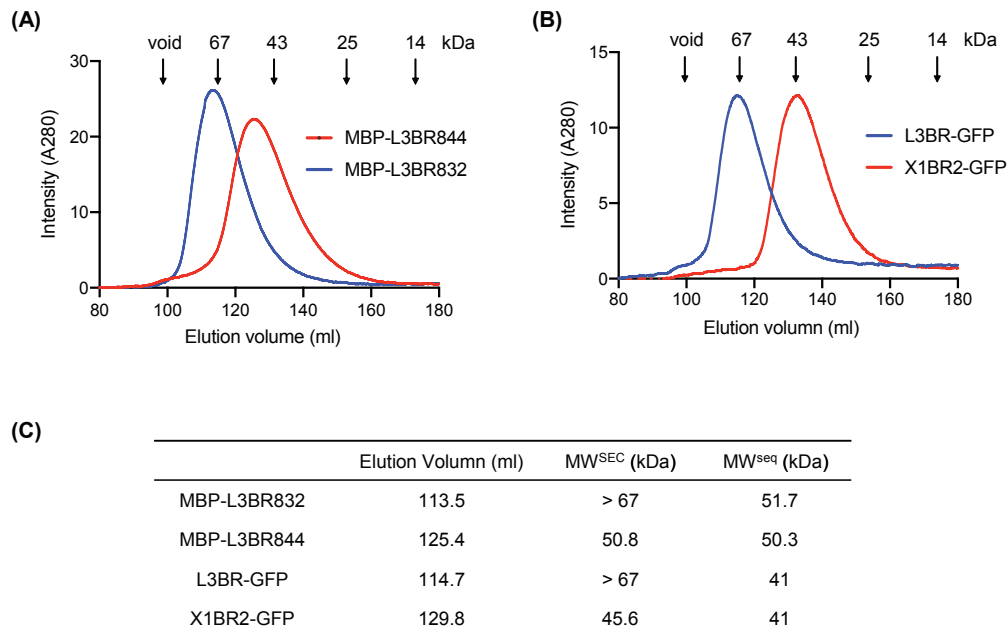 (A)
void 67 43 25 14 kDa
30
20
10
0
Intensity (A280)
MBP-L3BR844
MBP-L3BR832
80 100 120 140 160 180
Elution volume (ml)
(B)
void 67 43 25 14 kDa
15
10
5
0
Intensity (A280)
L3BR-GFP
X1BR2-GFP
80 100 120 140 160 180
Elution volumn (ml)
(C)
Elution Volumn (ml) MW^SEC (kDa) MW^seq (kDa)
MBP-L3BR832 113.5 > 67 51.7
MBP-L3BR844 125.4 50.8 50.3
L3BR-GFP 114.7 > 67 41
X1BR2-GFP 129.8 45.6 41